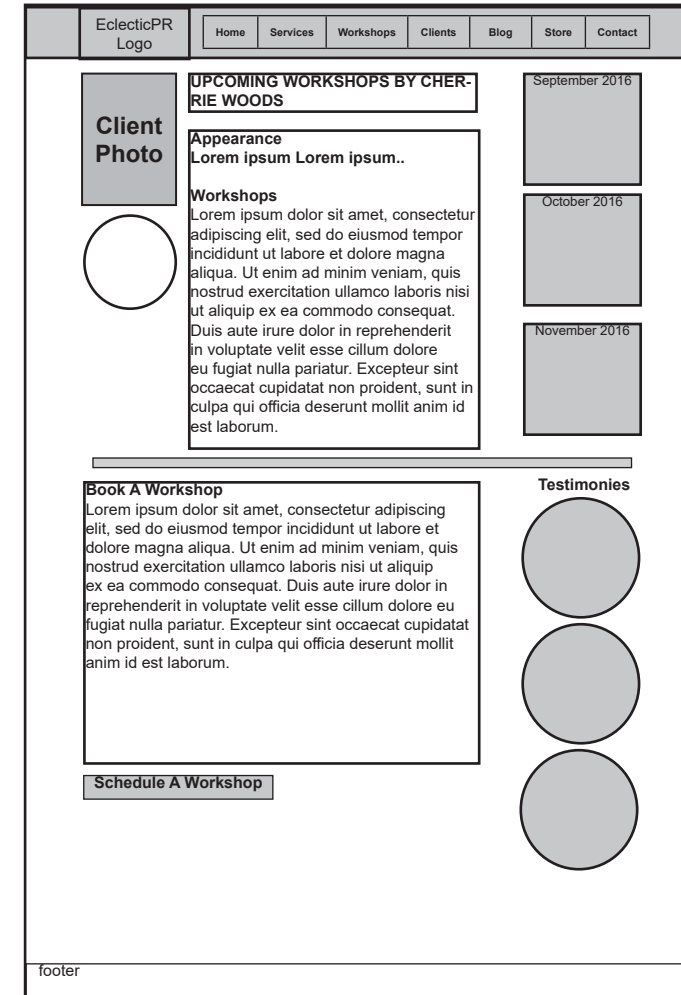 EclecticPR
Logo
Home
Services
Workshops
Clients
Blog
Store
Contact
Client
Photo
UPCOMING WORKSHOPS BY CHER-
RIE WOODS
Appearance
Lorem ipsum Lorem ipsum..
Workshops
Lorem ipsum dolor sit amet, consectetur
adipiscing elit, sed do eiusmod tempor
incididunt ut labore et dolore magna
aliqua. Ut enim ad minim veniam, quis
nostrud exercitation ullamco laboris nisi
ut aliquip ex ea commodo consequat.
Duis aute irure dolor in reprehenderit
in voluptate velit esse cillum dolore
eu fugiat nulla pariatur. Excepteur sint
occaecat cupidatat non proident, sunt in
culpa qui officia deserunt mollit anim id
est laborum.
September 2016
October 2016
November 2016
Book A Workshop
Lorem ipsum dolor sit amet, consectetur adipiscing
elit, sed do eiusmod tempor incididunt ut labore et
dolore magna aliqua. Ut enim ad minim veniam, quis
nostrud exercitation ullamco laboris nisi ut aliquip
ex ea commodo consequat. Duis aute irure dolor in
reprehenderit in voluptate velit esse cillum dolore eu
fugiat nulla pariatur. Excepteur sint occaecat cupidatat
non proident, sunt in culpa qui officia deserunt mollit
anim id est laborum.
Testimonies
Schedule A Workshop
footer